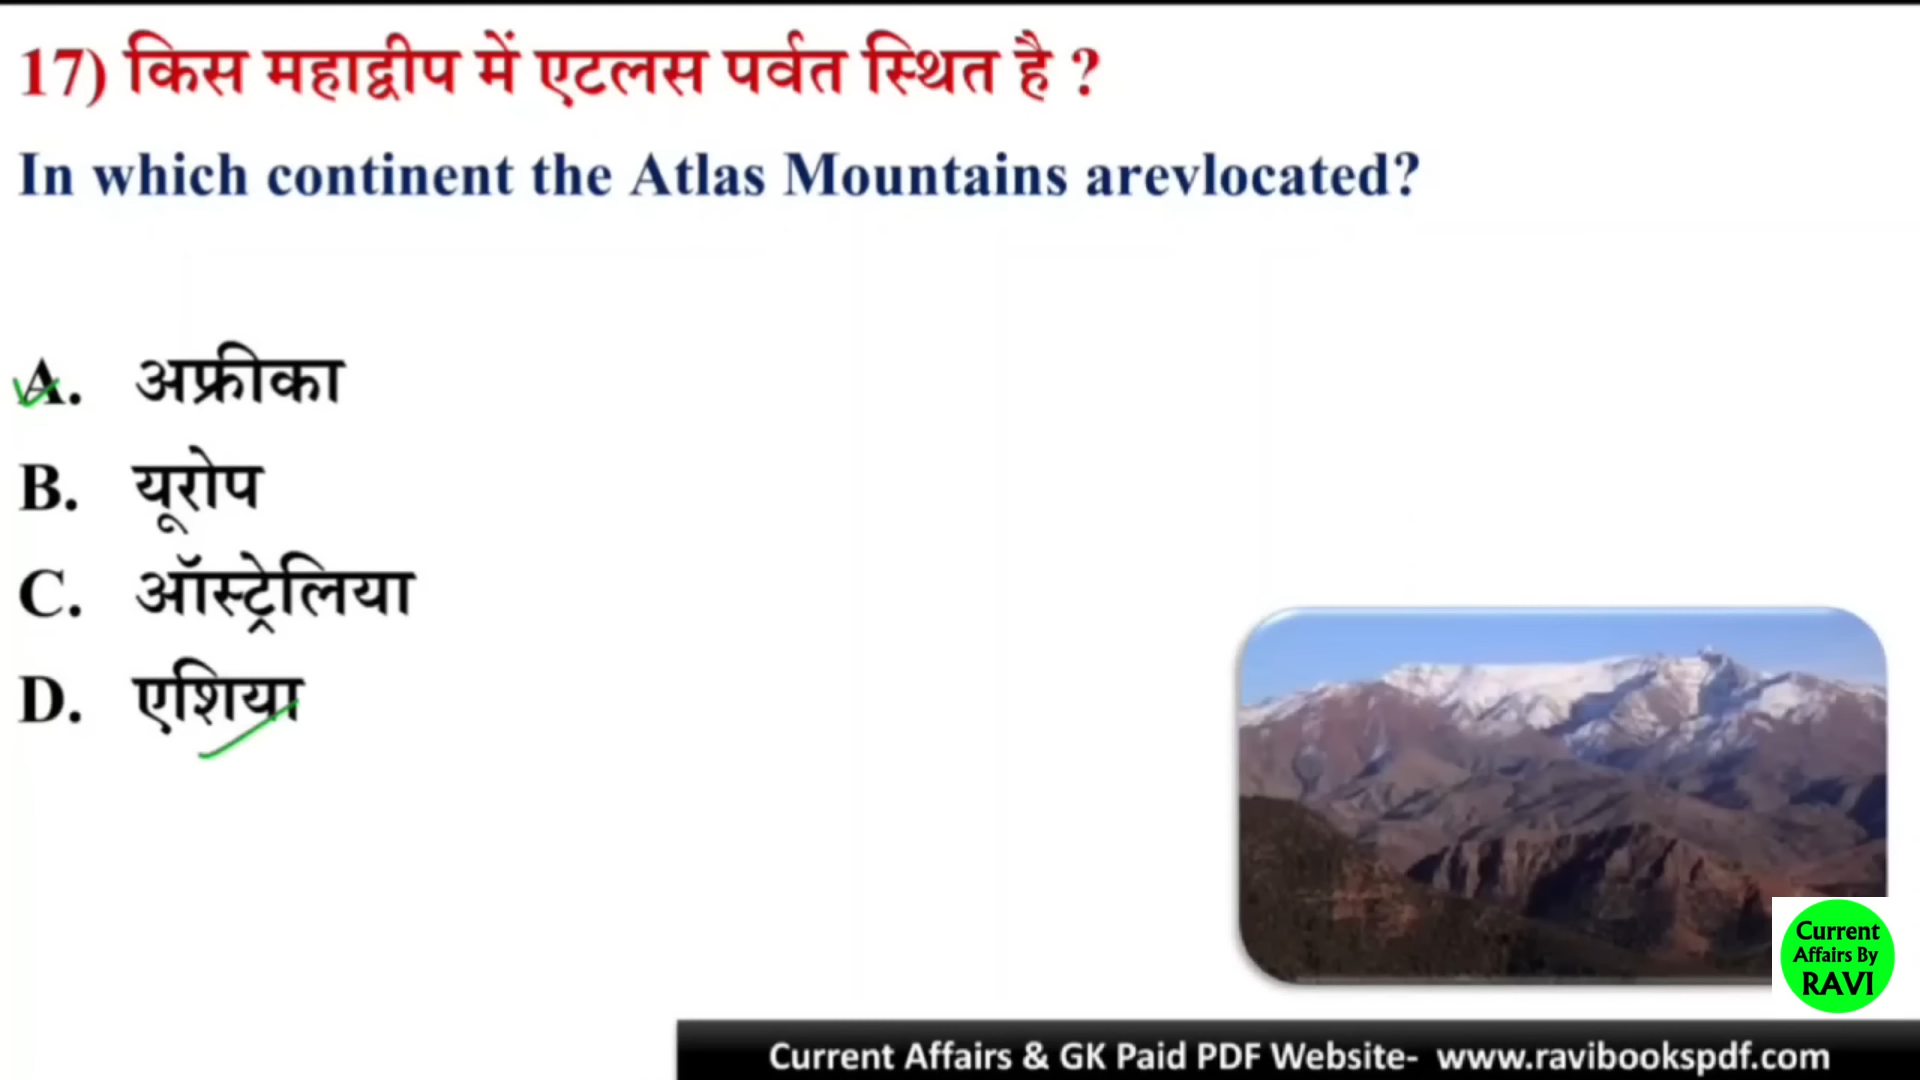 17) किस महाद्वीप में एटलस पर्वत स्थित है ?
In which continent the Atlas Mountains arevlocated?
A. अफ्रीका
B. यूरोप
C. ऑस्ट्रेलिया
D. एशिया
Current
Affairs By
RAVI
Current Affairs & GK Paid PDF Website- www.ravibookspdf.com